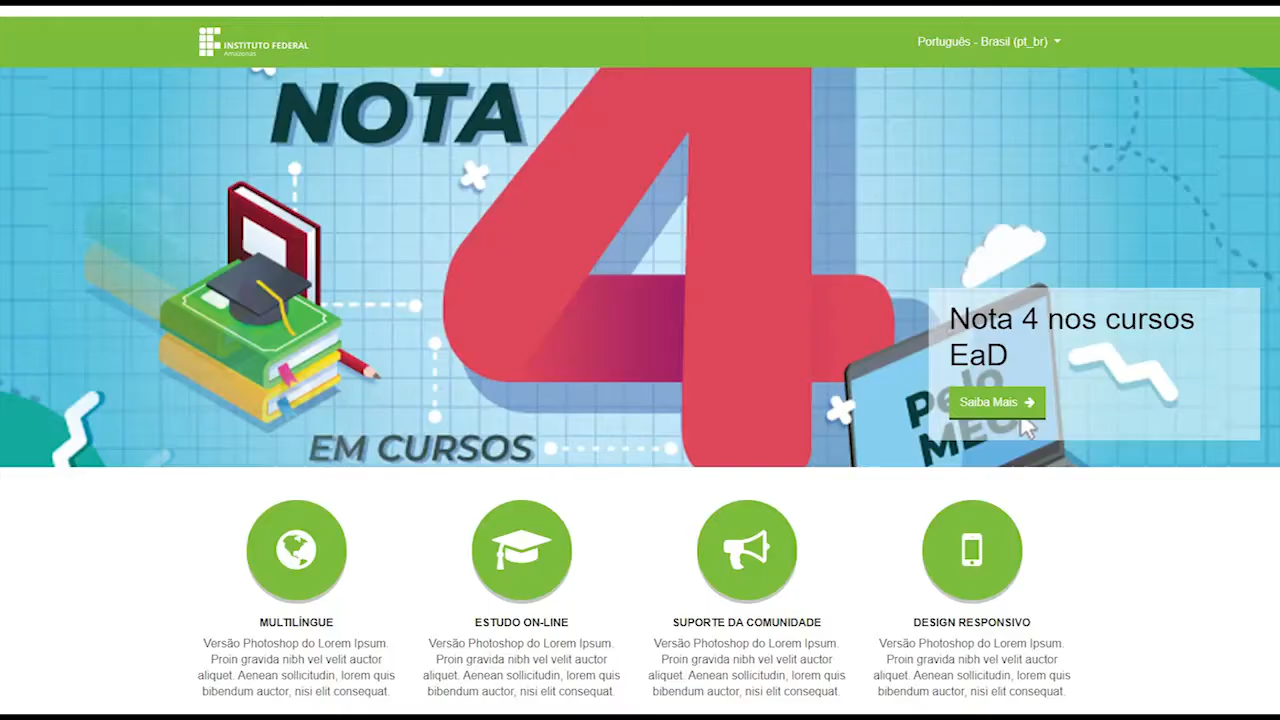 INSTITUTO FEDERAL
Amazonas
Português - Brasil (pt_br)
NOTA
4
EM CURSOS
Nota 4 nos cursos
EaD
Saiba Mais
pelo
MEC
MULTILÍNGUE
Versão Photoshop do Lorem Ipsum.
Proin gravida nibh vel velit auctor
aliquet. Aenean sollicitudin, lorem quis
bibendum auctor, nisi elit consequat.
ESTUDO ON-LINE
Versão Photoshop do Lorem Ipsum.
Proin gravida nibh vel velit auctor
aliquet. Aenean sollicitudin, lorem quis
bibendum auctor, nisi elit consequat.
SUPORTE DA COMUNIDADE
Versão Photoshop do Lorem Ipsum.
Proin gravida nibh vel velit auctor
aliquet. Aenean sollicitudin, lorem quis
bibendum auctor, nisi elit consequat.
DESIGN RESPONSIVO
Versão Photoshop do Lorem Ipsum.
Proin gravida nibh vel velit auctor
aliquet. Aenean sollicitudin, lorem quis
bibendum auctor, nisi elit consequat.